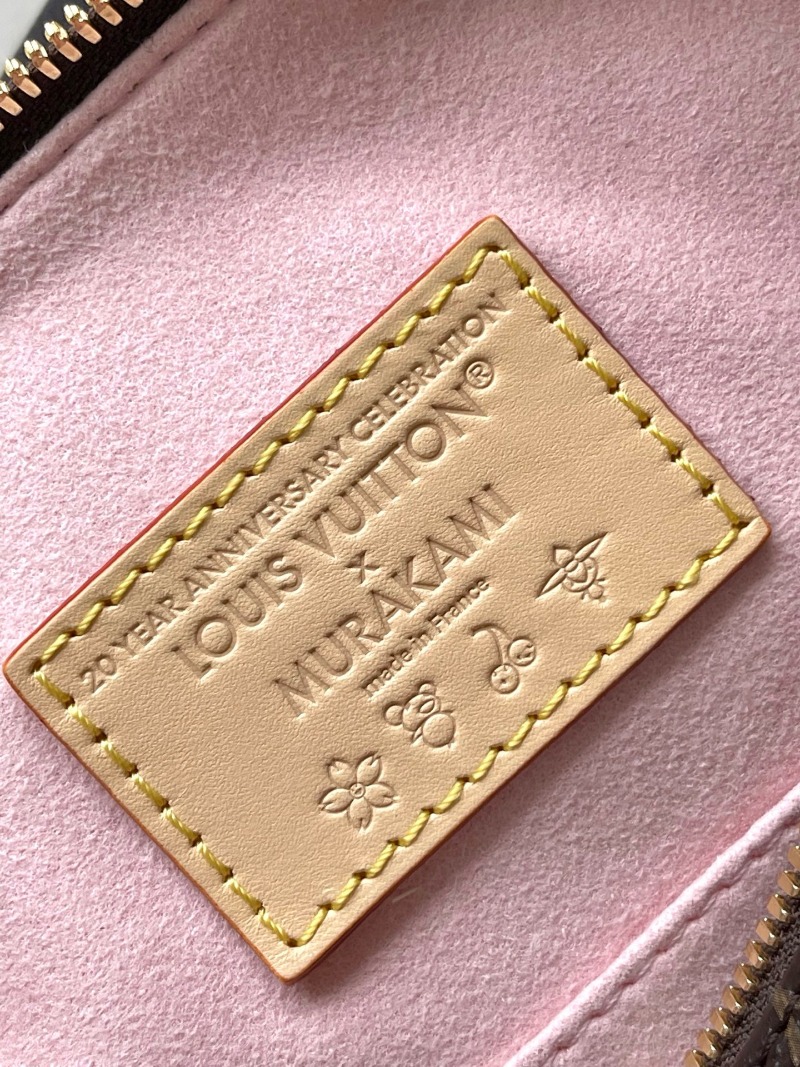 20 YEAR ANNIVERSARY CELEBRATION
LOUIS VUITTON®
x
MURAKAMI
made in France